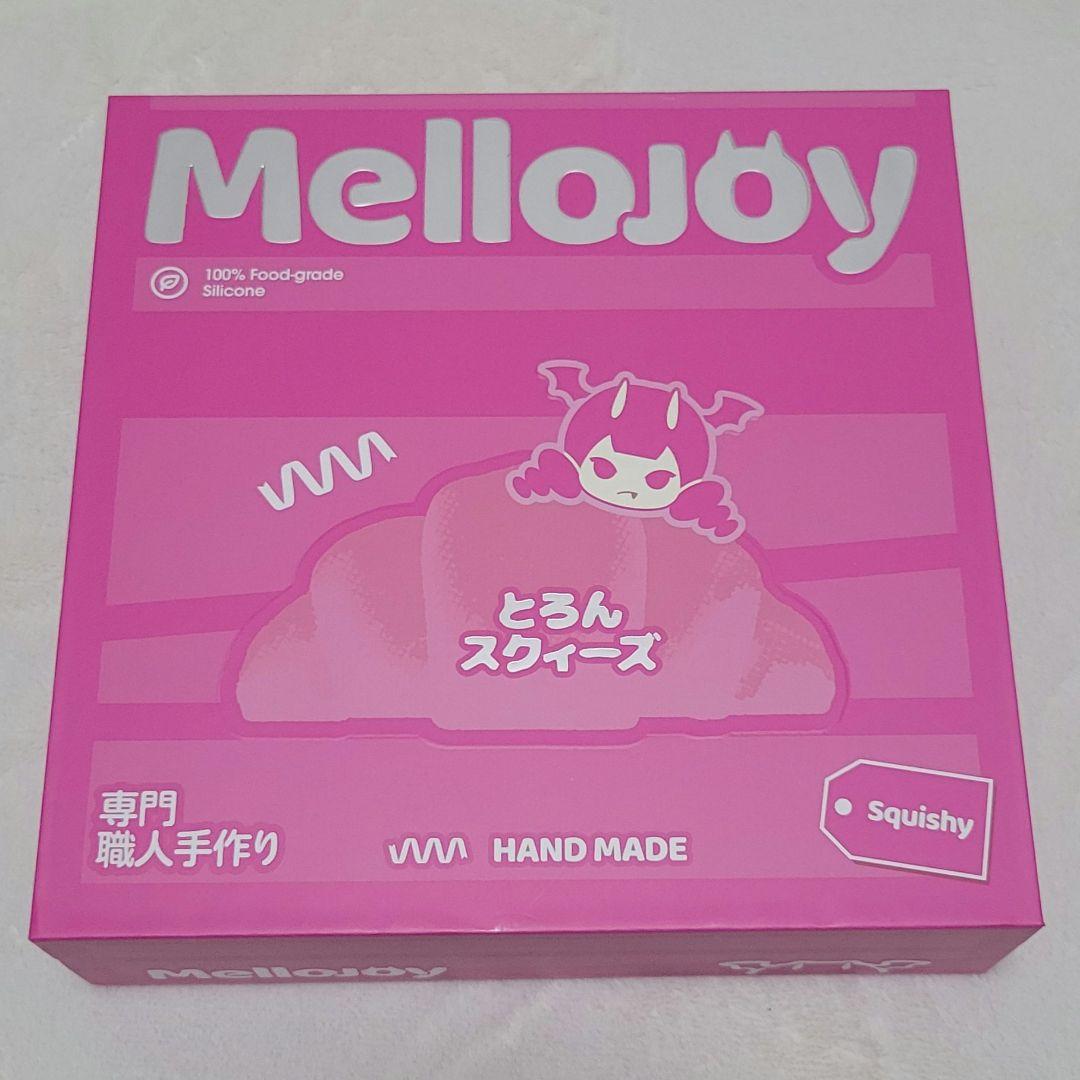 Mellojoy
100% Food-grade
Silicone
とろん
スクィーズ
専門
職人手作り
HAND MADE
Squishy
Mellojoy